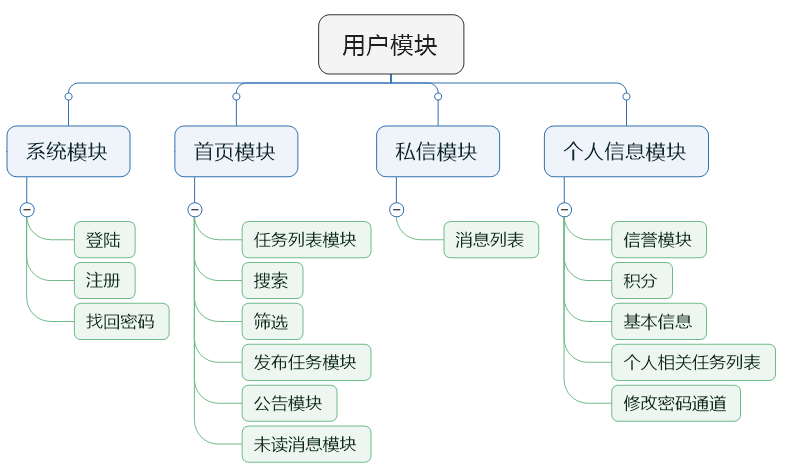 用户模块
系统模块
首页模块
私信模块
个人信息模块
登陆
注册
找回密码
任务列表模块
搜索
筛选
发布任务模块
公告模块
未读消息模块
消息列表
信誉模块
积分
基本信息
个人相关任务列表
修改密码通道